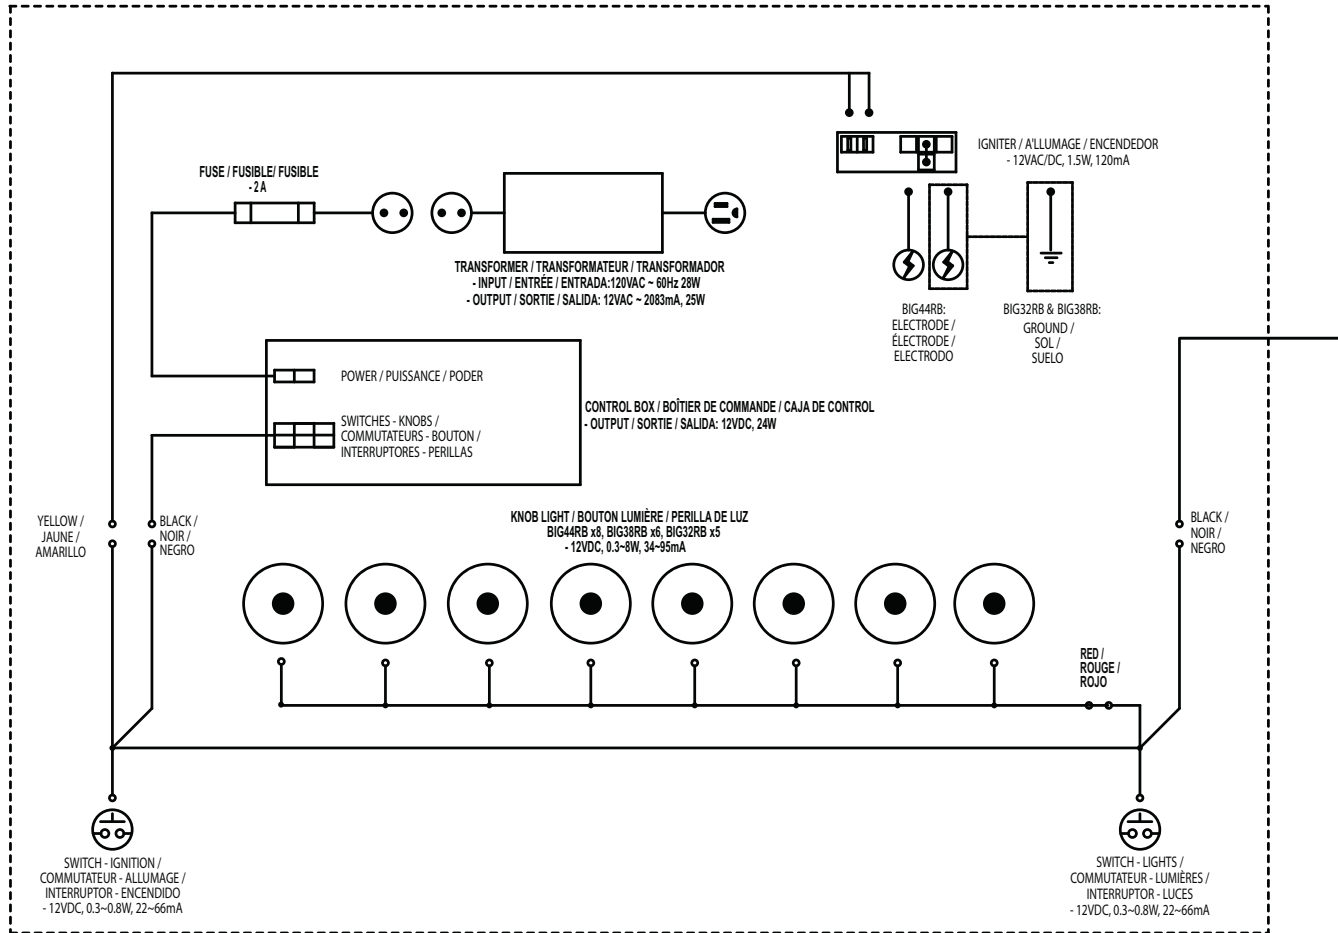 IGNITER / A'LLUMAGE / ENCENDEDOR
- 12VAC/DC, 1.5W, 120mA
FUSE / FUSIBLE/ FUSIBLE
- 2 A
TRANSFORMER / TRANSFORMATEUR / TRANSFORMADOR
- INPUT / ENTRÉE / ENTRADA:120VAC ~ 60Hz 28W
- OUTPUT / SORTIE / SALIDA: 12VAC ~ 2083mA, 25W
BIG44RB:
ELECTRODE /
ÉLECTRODE /
ELECTRODO
BIG32RB & BIG38RB:
GROUND /
SOL /
SUELO
POWER / PUISSANCE / PODER
SWITCHES - KNOBS /
COMMUTATEURS - BOUTON /
INTERRUPTORES - PERILLAS
CONTROL BOX / BOÎTIER DE COMMANDE / CAJA DE CONTROL
- OUTPUT / SORTIE / SALIDA: 12VDC, 24W
YELLOW /
JAUNE /
AMARILLO
BLACK /
NOIR /
NEGRO
KNOB LIGHT / BOUTON LUMIÈRE / PERILLA DE LUZ
BIG44RB x8, BIG38RB x6, BIG32RB x5
- 12VDC, 0.3~8W, 34~95mA
BLACK /
NOIR /
NEGRO
RED /
ROUGE /
ROJO
SWITCH - IGNITION /
COMMUTATEUR - ALLUMAGE /
INTERRUPTOR - ENCENDIDO
- 12VDC, 0.3~0.8W, 22~66mA
SWITCH - LIGHTS /
COMMUTATEUR - LUMIÈRES /
INTERRUPTOR - LUCES
- 12VDC, 0.3~0.8W, 22~66mA